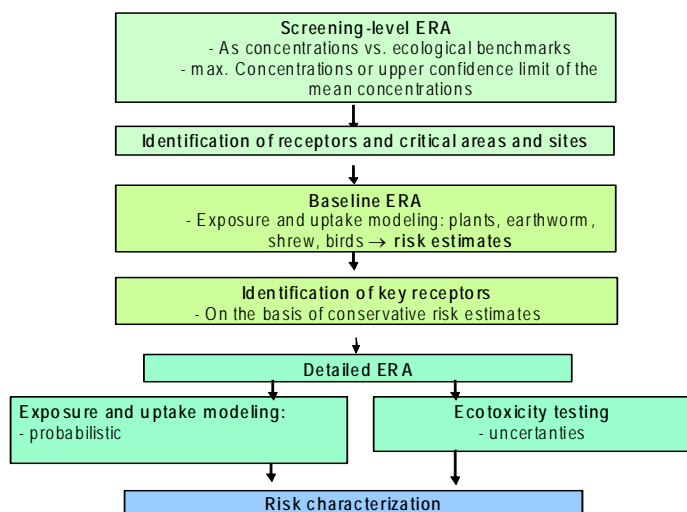 Screening-level ERA
- As concentrations vs. ecological benchmarks
- max. Concentrations or upper confidence limit of the
mean concentrations
Identification of receptors and critical areas and sites
Baseline ERA
- Exposure and uptake modeling: plants, earthworm,
shrew, birds → risk estimates
Identification of key receptors
- On the basis of conservative risk estimates
Detailed ERA
Exposure and uptake modeling:
- probabilistic
Ecotoxicity testing
- uncertanties
Risk characterization